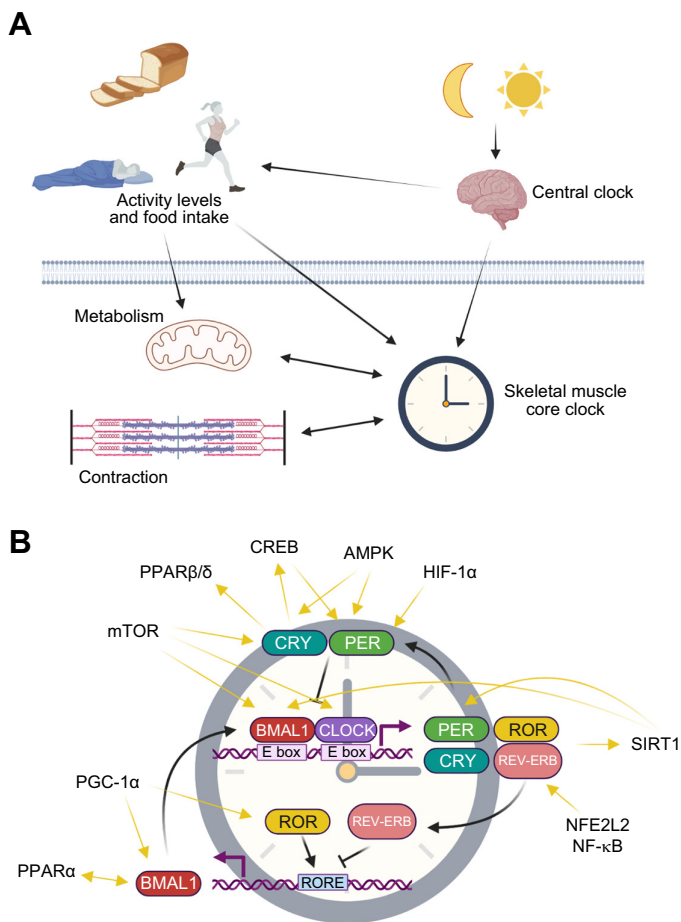 A
Activity levels
and food intake
Central clock
Metabolism
Skeletal muscle
core clock
Contraction
B
CREB
AMPK
PPARβ/δ
HIF-1α
mTOR
CRY
PER
BMAL1
CLOCK
E box
E box
PER
ROR
CRY
REV-ERB
SIRT1
PGC-1α
ROR
REV-ERB
NFE2L2
NF-κB
PPARα
BMAL1
RORE